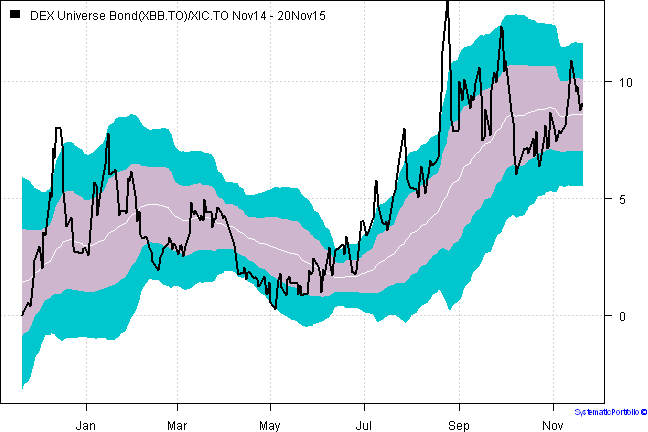 DEX Universe Bond(XBB.TO)/XIC.TO Nov14 - 20Nov15
10
5
0
Jan Mar May Jul Sep Nov
SystematicPortfolio ©